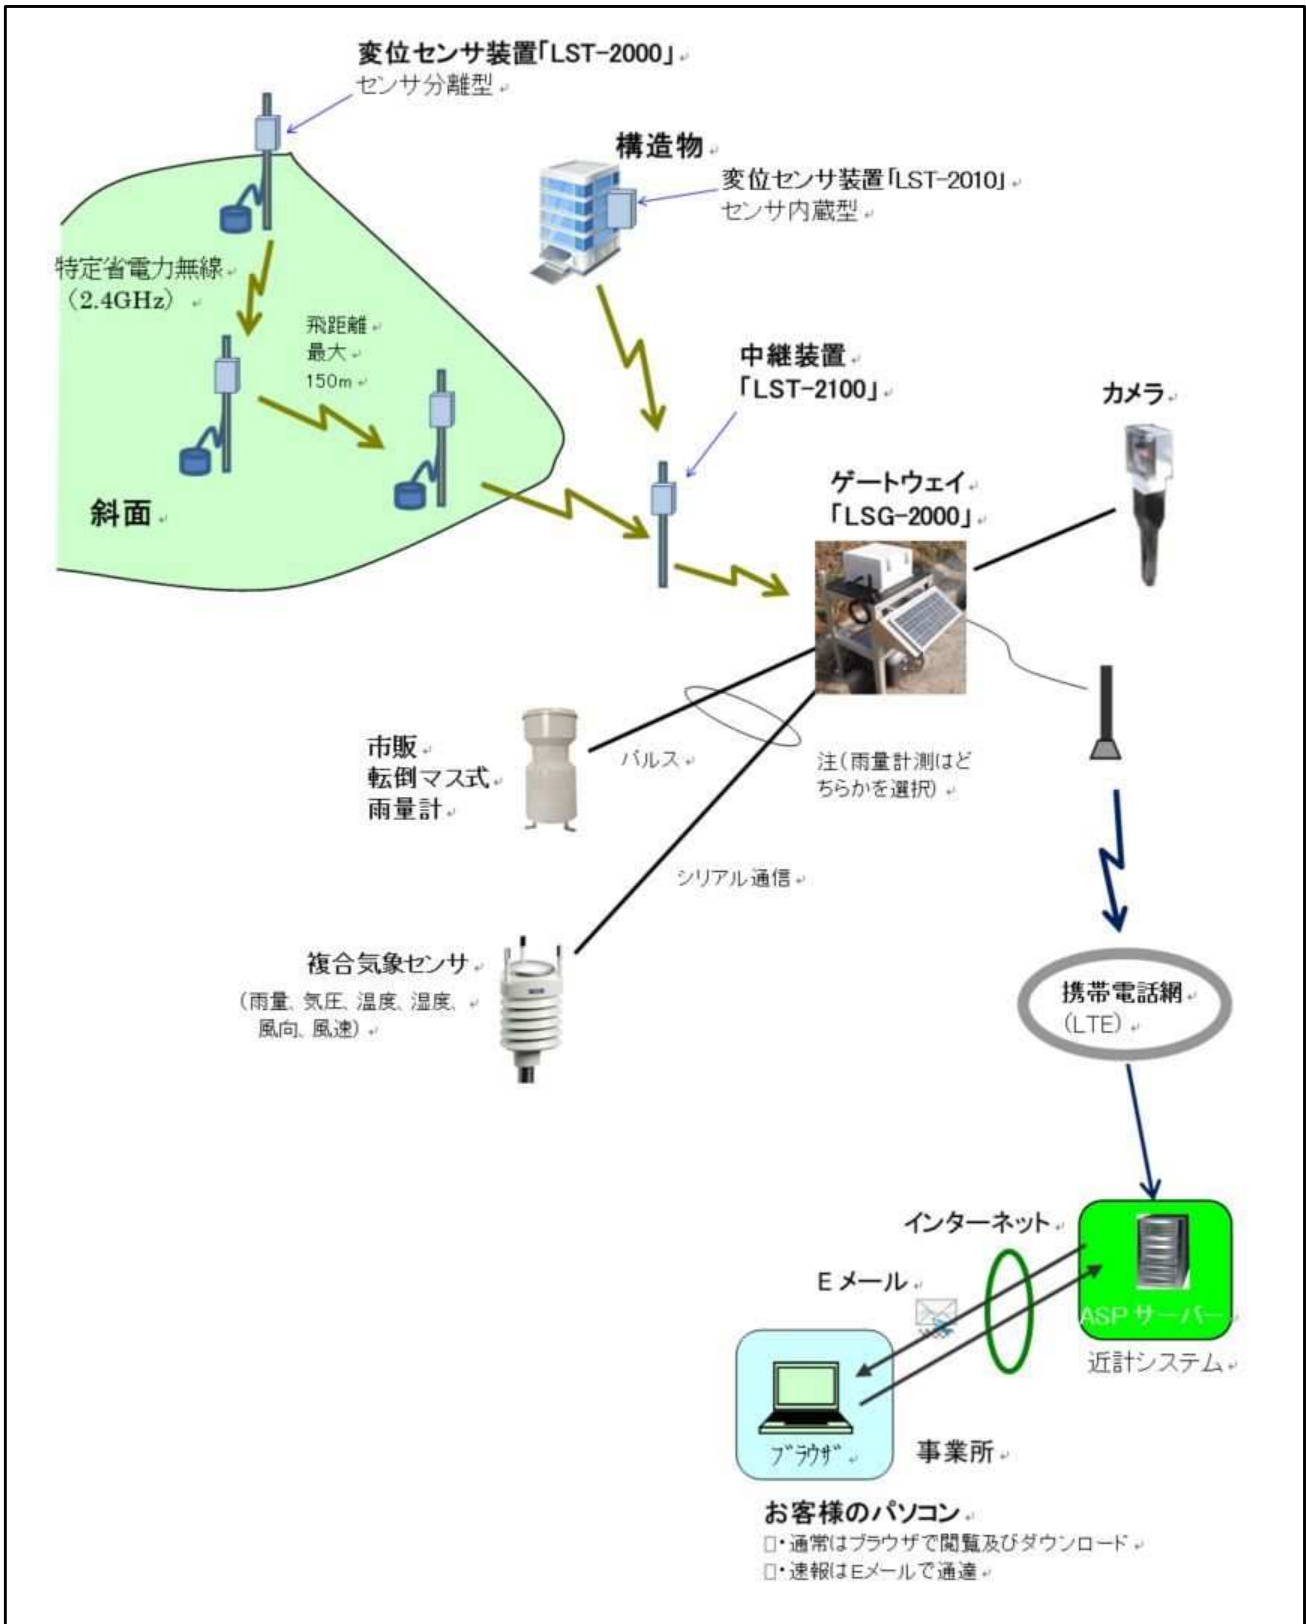 変位センサ装置「LST-2000」
センサ分離型
構造物
変位センサ装置「LST-2010」
センサ内蔵型
特定省電力無線
(2.4GHz)
飛距離
最大
150m
中継装置
「LST-2100」
カメラ
斜面
ゲートウェイ
「LSG-2000」
市販
転倒マス式
雨量計
パルス
注(雨量計測はど
ちらかを選択)
シリアル通信
複合気象センサ
(雨量、気圧、温度、湿度、
風向、風速)
携帯電話網
(LTE)
インターネット
Eメール
ASPサーバー
近計システム
ブラウザ
事業所
お客様のパソコン
□・通常はブラウザで閲覧及びダウンロード
□・速報はEメールで通達